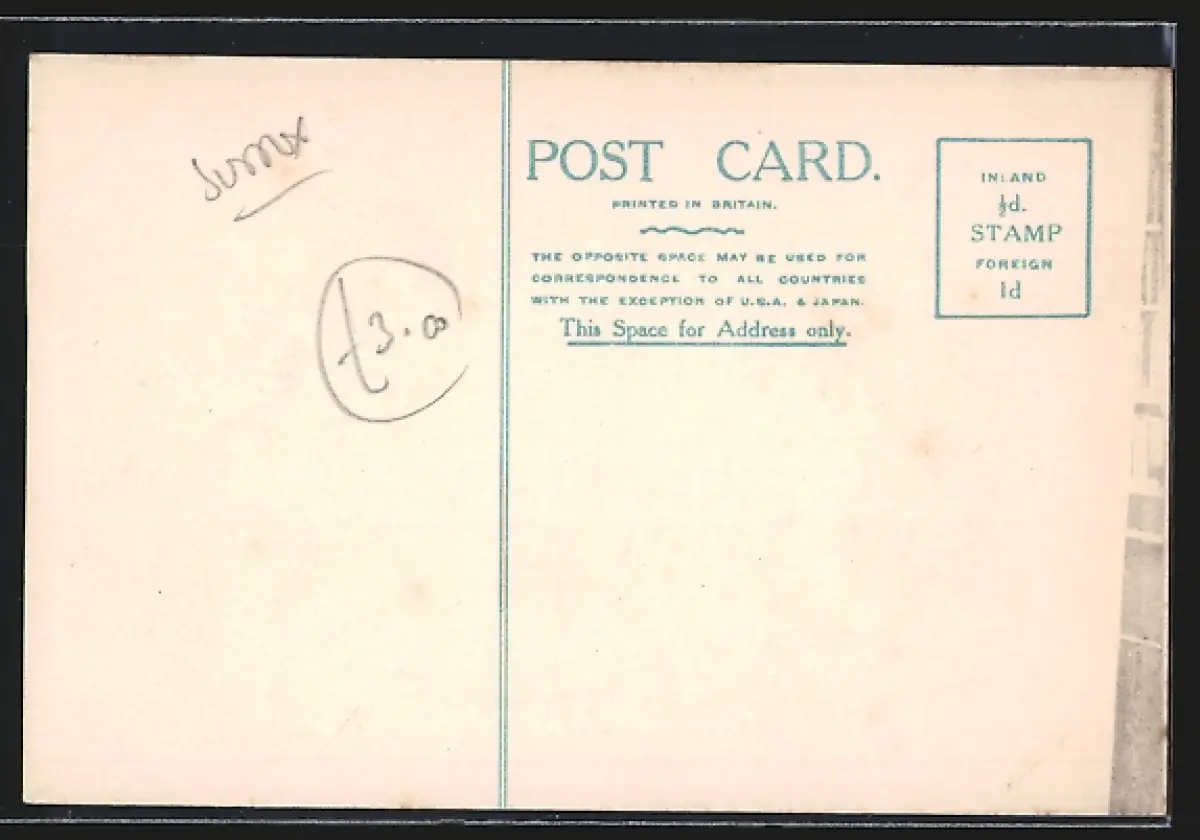 Sussex
£3.00
POST CARD.
PRINTED IN BRITAIN.
THE OPPOSITE SPACE MAY BE USED FOR
CORRESPONDENCE TO ALL COUNTRIES
WITH THE EXCEPTION OF U.S.A. & JAPAN.
This Space for Address only.
INLAND
½d.
STAMP
FOREIGN
1d